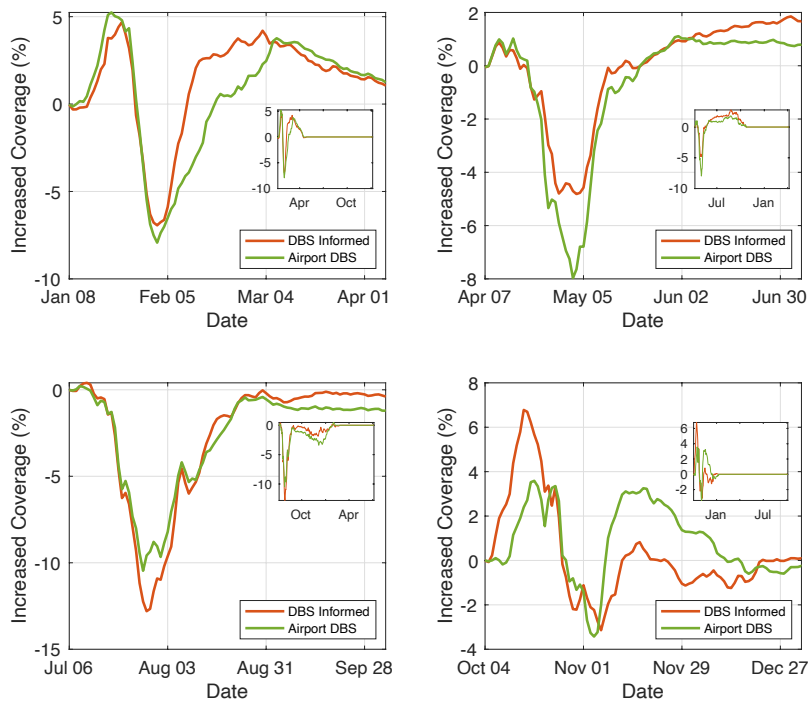 Increased Coverage (%)
5
0
-5
-10
5
0
-5
-10
Apr Oct
DBS Informed
Airport DBS
Jan 08 Feb 05 Mar 04 Apr 01
Date
Increased Coverage (%)
2
0
-2
-4
-6
-8
0
-5
-10
Jul Jan
DBS Informed
Airport DBS
Apr 07 May 05 Jun 02 Jun 30
Date
Increased Coverage (%)
0
-5
-10
-15
0
-5
-10
Oct Apr
DBS Informed
Airport DBS
Jul 06 Aug 03 Aug 31 Sep 28
Date
Increased Coverage (%)
8
6
4
2
0
-2
-4
6
4
2
0
-2
Jan Jul
DBS Informed
Airport DBS
Oct 04 Nov 01 Nov 29 Dec 27
Date